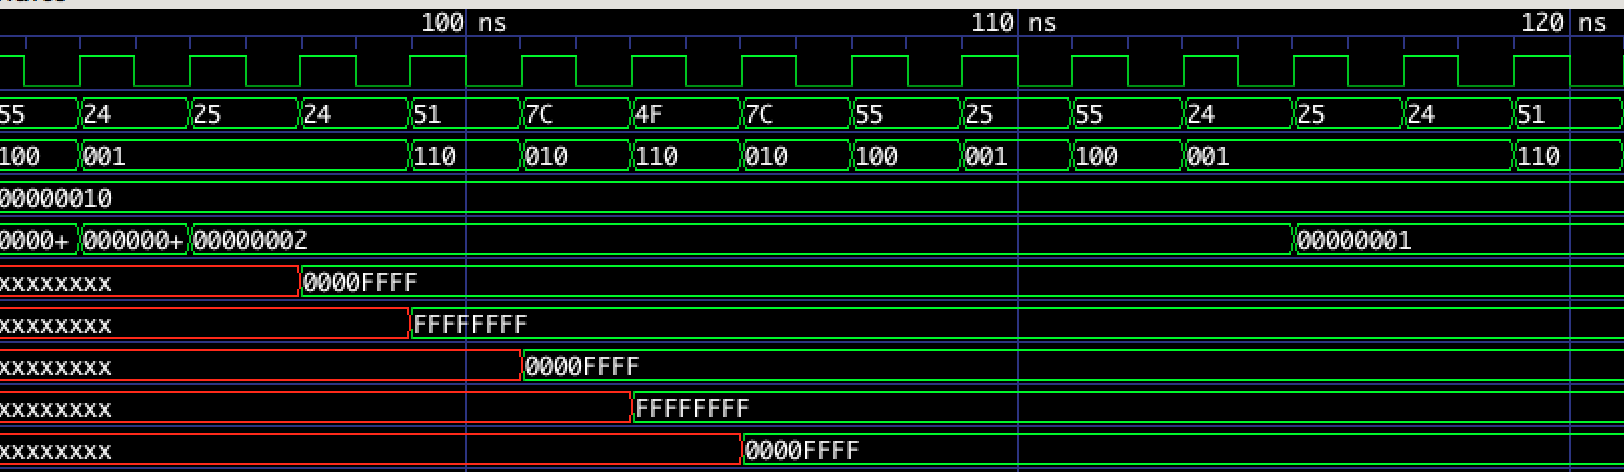 100 ns 110 ns 120 ns
55 24 25 24 51 7C 4F 7C 55 25 55 24 25 24 51
100 001 110 010 110 010 100 001 100 001 110
00000010
0000+ 000000+ 00000002 00000001
xxxxxxxx 0000FFFF
xxxxxxxx FFFFFFFF
xxxxxxxx 0000FFFF
xxxxxxxx FFFFFFFF
xxxxxxxx 0000FFFF